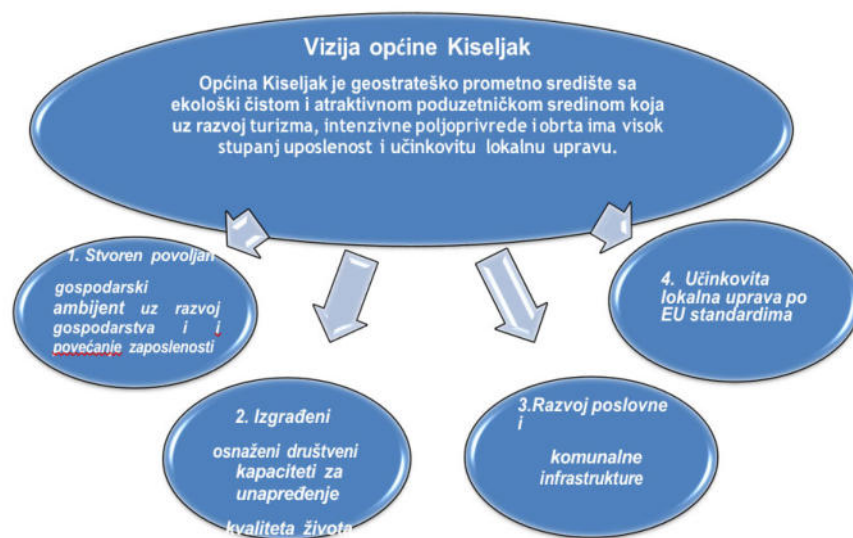 Vizija općine Kiseljak
Općina Kiseljak je geostrateško prometno središte sa
ekološki čistom i atraktivnom poduzetničkom sredinom koja
uz razvoj turizma, intenzivne poljoprivrede i obrta ima visok
stupanj uposlenost i učinkovitu lokalnu upravu.
1. Stvoren povoljan
gospodarski
ambijent uz razvoj
gospodarstva i i
povećanje zaposlenosti
2. Izgrađeni
osnaženi društveni
kapaciteti za
unapređenje
kvaliteta života
3.Razvoj poslovne
i
komunalne
infrastrukture
4. Učinkovita
lokalna uprava po
EU standardima